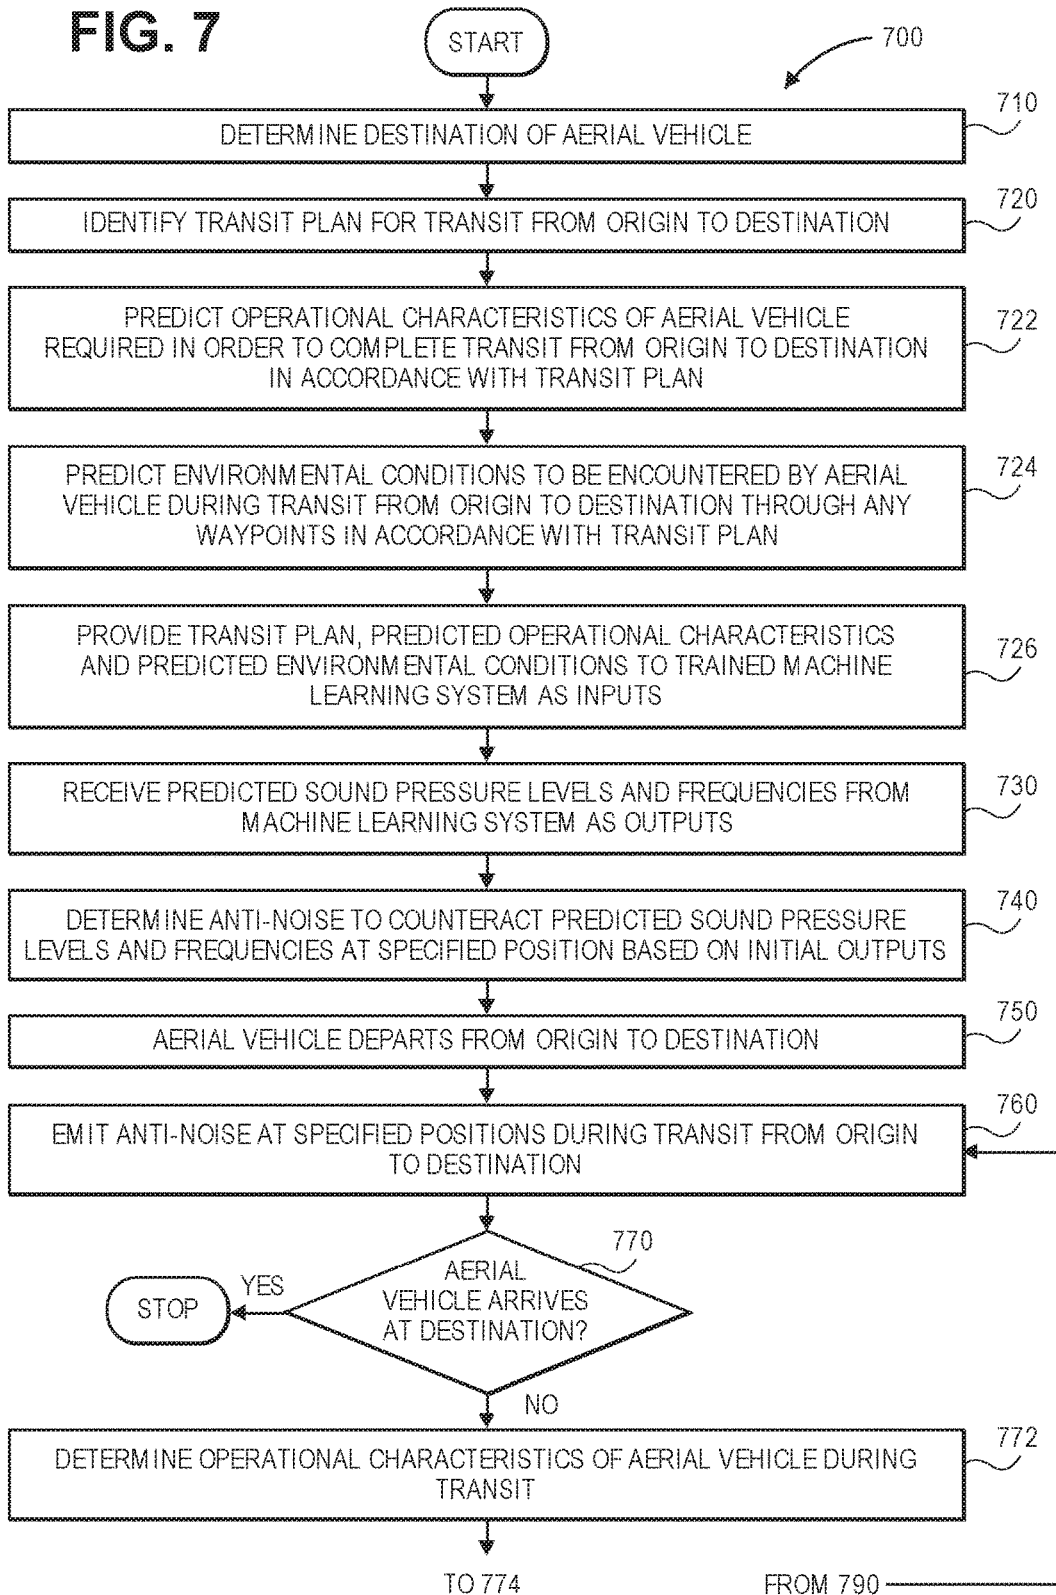 FIG. 7
START
700
DETERMINE DESTINATION OF AERIAL VEHICLE
710
IDENTIFY TRANSIT PLAN FOR TRANSIT FROM ORIGIN TO DESTINATION
720
PREDICT OPERATIONAL CHARACTERISTICS OF AERIAL VEHICLE
REQUIRED IN ORDER TO COMPLETE TRANSIT FROM ORIGIN TO DESTINATION
IN ACCORDANCE WITH TRANSIT PLAN
722
PREDICT ENVIRONMENTAL CONDITIONS TO BE ENCOUNTERED BY AERIAL
VEHICLE DURING TRANSIT FROM ORIGIN TO DESTINATION THROUGH ANY
WAYPOINTS IN ACCORDANCE WITH TRANSIT PLAN
724
PROVIDE TRANSIT PLAN, PREDICTED OPERATIONAL CHARACTERISTICS
AND PREDICTED ENVIRONMENTAL CONDITIONS TO TRAINED MACHINE
LEARNING SYSTEM AS INPUTS
726
RECEIVE PREDICTED SOUND PRESSURE LEVELS AND FREQUENCIES FROM
MACHINE LEARNING SYSTEM AS OUTPUTS
730
DETERMINE ANTI-NOISE TO COUNTERACT PREDICTED SOUND PRESSURE
LEVELS AND FREQUENCIES AT SPECIFIED POSITION BASED ON INITIAL OUTPUTS
740
AERIAL VEHICLE DEPARTS FROM ORIGIN TO DESTINATION
750
EMIT ANTI-NOISE AT SPECIFIED POSITIONS DURING TRANSIT FROM ORIGIN
TO DESTINATION
760
AERIAL
VEHICLE ARRIVES
AT DESTINATION?
770
YES
STOP
NO
DETERMINE OPERATIONAL CHARACTERISTICS OF AERIAL VEHICLE DURING
TRANSIT
772
TO 774
FROM 790